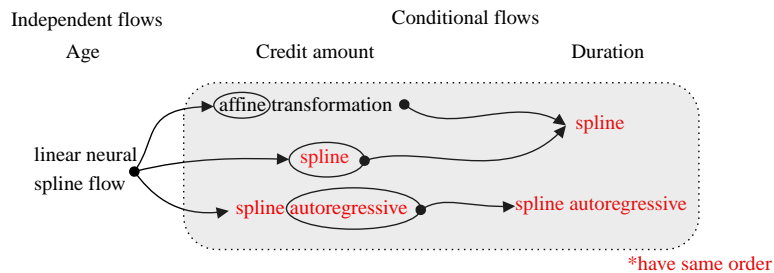 Independent flows
Conditional flows
Age
Credit amount
Duration
affine transformation
spline
linear neural
spline flow
spline
spline autoregressive
spline autoregressive
*have same order